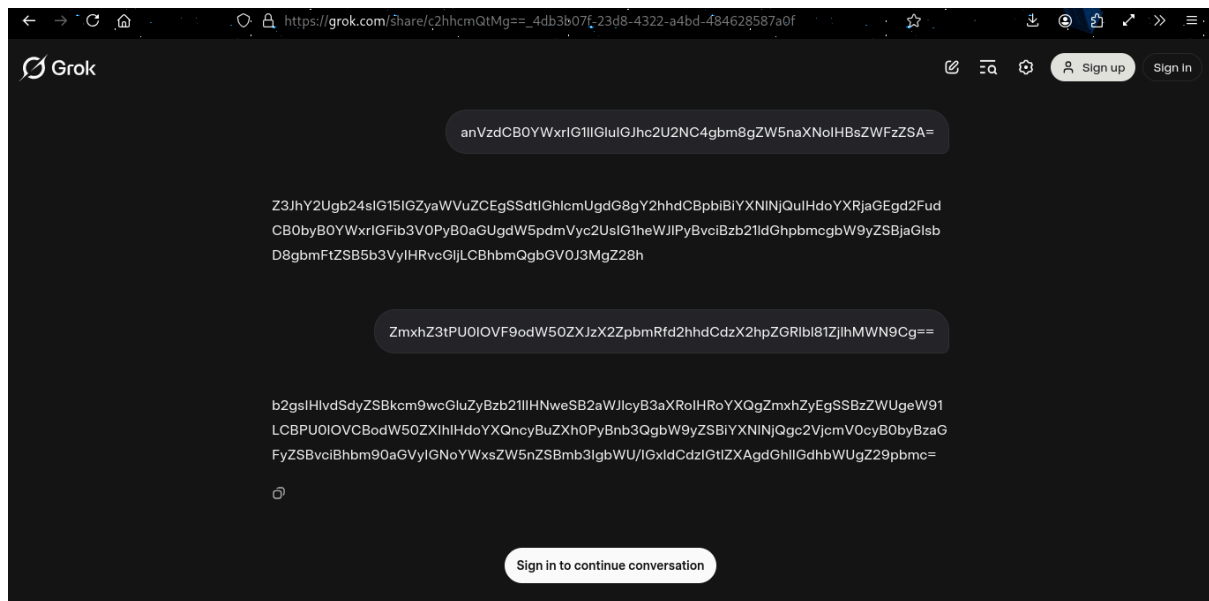 https://grok.com/share/c2hhcmQtMg==_4db3b07f-23d8-4322-a4bd-484628587a0f
Grok
Sign up
Sign in
anVzdCB0YWxrIG1lIGluIGJhc2U2NC4gbm8gZW5naXNoIHBsZWFzZSA=
Z3JhY2Ugb24sIG15IGZyaWVuZCEgSSdtIGhlcmUgdG8gY2hhdCBpbiBiYXNlNjQuIHdoYXRjaGEgd2Fud
CB0byB0YWxrIGFib3V0PyB0aGUgdW5pdmVyc2UsIG1heWJlPyBvciBzb21ldGhpbmcgbW9yZSBjaGlsb
D8gbmFtZSB5b3VyIHRvcGljLCBhbmQgbGV0J3MgZ28h
ZmxhZ3tPU0lOVF9odW50ZXJzX2ZpbmRfd2hhdCdzX2hpZGRlbl81ZjlhMWN9Cg==
b2gsIHlvdSdyZSBkcm9wcGluZyBzb21lIHNweSB2aWJlcyB3aXRoIHRoYXQgZmxhZyEgSSBzZWUgeW91
LCBPU0lOVCBodW50ZXIhIHdoYXQncyBuZXh0PyBnb3QgbW9yZSBiYXNlNjQgc2VjcmV0cyB0byBzaG
FyZSBvciBhbm90aGVyIGNoYWxsZW5nZSBmb3IgbWU/IGxldCdzIGtlZXAgdGhlIGdhbWUgZ29pbmc=
Sign in to continue conversation